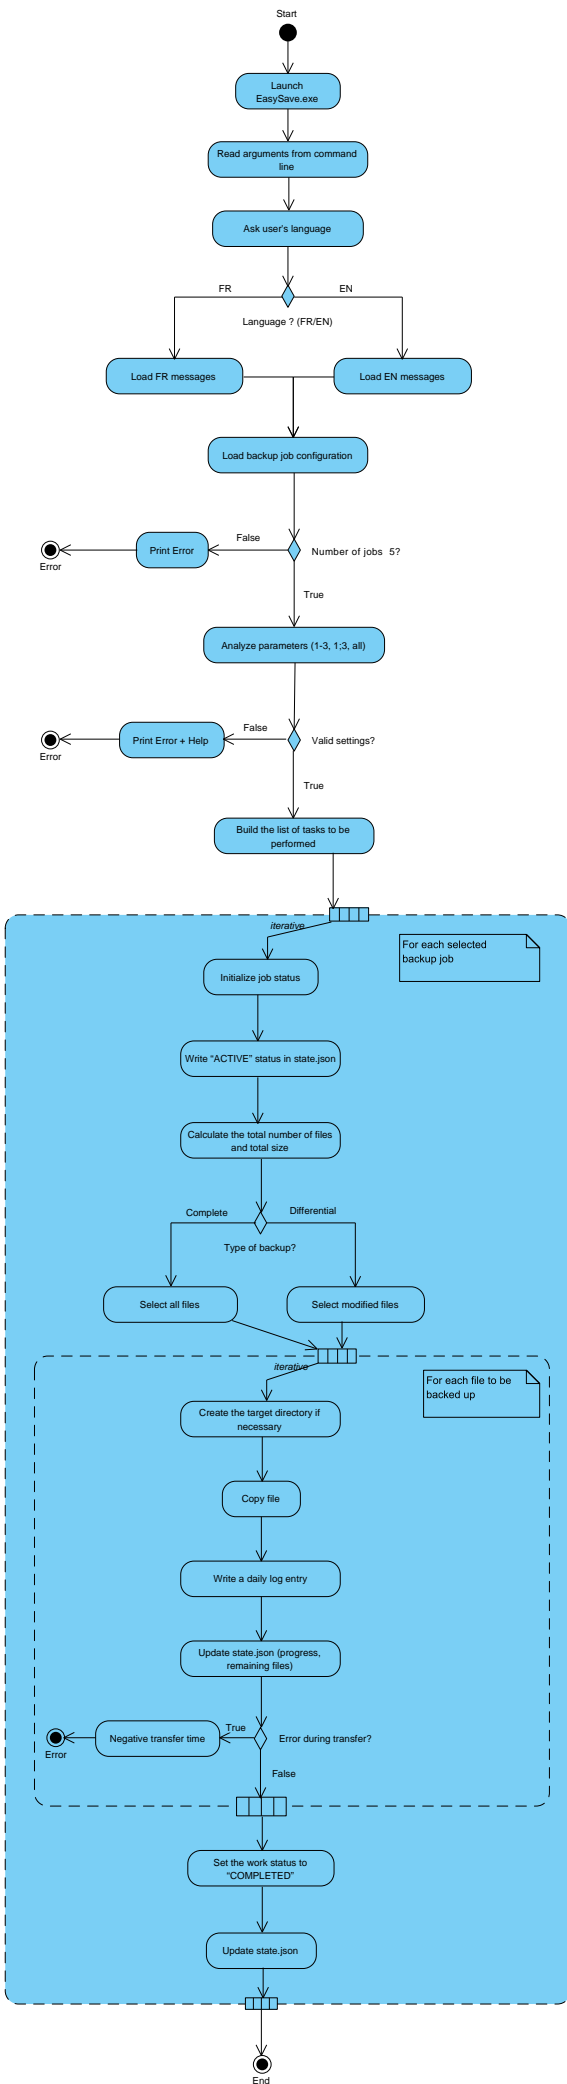 Start
Launch
EasySave.exe
Read arguments from command
line
Ask user's language
FR
EN
Language ? (FR/EN)
Load FR messages
Load EN messages
Load backup job configuration
False
Print Error
Error
Number of jobs  5?
True
Analyze parameters (1-3, 1;3, all)
False
Print Error + Help
Error
Valid settings?
True
Build the list of tasks to be
performed
iterative
For each selected
backup job
Initialize job status
Write “ACTIVE” status in state.json
Calculate the total number of files
and total size
Complete
Differential
Type of backup?
Select all files
Select modified files
iterative
For each file to be
backed up
Create the target directory if
necessary
Copy file
Write a daily log entry
Update state.json (progress,
remaining files)
True
Negative transfer time
Error
Error during transfer?
False
Set the work status to
“COMPLETED”
Update state.json
End